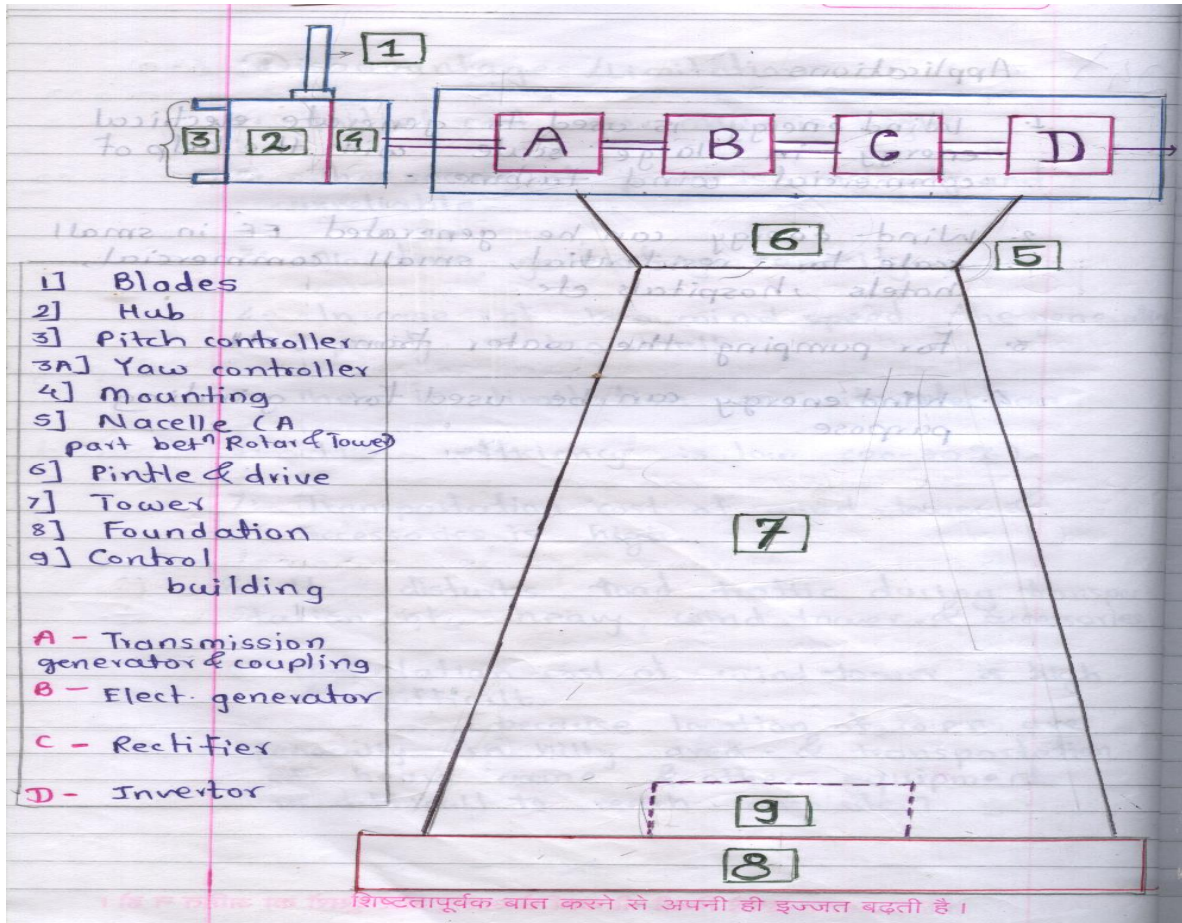 1
3 2 4 A B C D
6
5
1] Blades
2] Hub
3] Pitch controller
3A] Yaw controller
4] Mounting
5] Nacelle (A
part betn Rotar & Tower)
6] Pintle & drive
7] Tower
8] Foundation
9] Control
building
7
A - Transmission
generator & coupling
B - Elect. generator
C - Rectifier
D - Invertor
9
8
शिष्टतापूर्वक बात करने से अपनी ही इज्जत बढ़ती है।